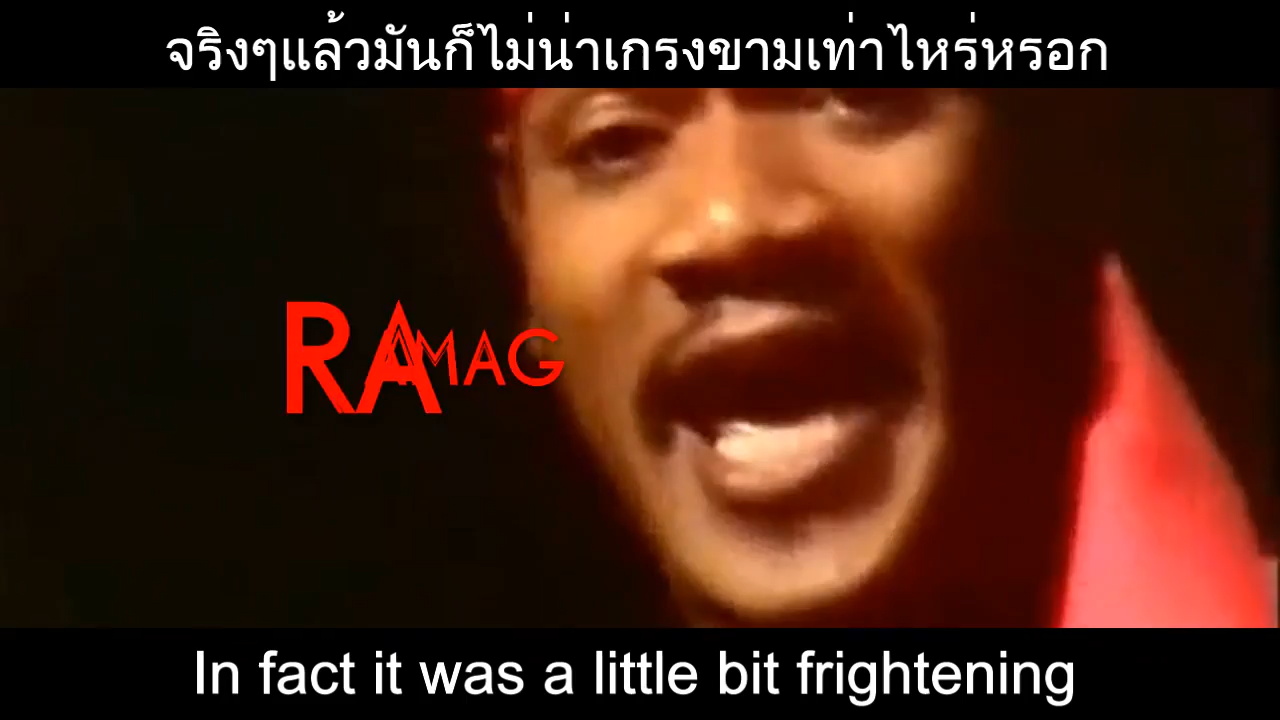 จริงๆแล้วมันก็ไม่น่าเกรงขามเท่าไหร่หรอก
RAMAG
In fact it was a little bit frightening